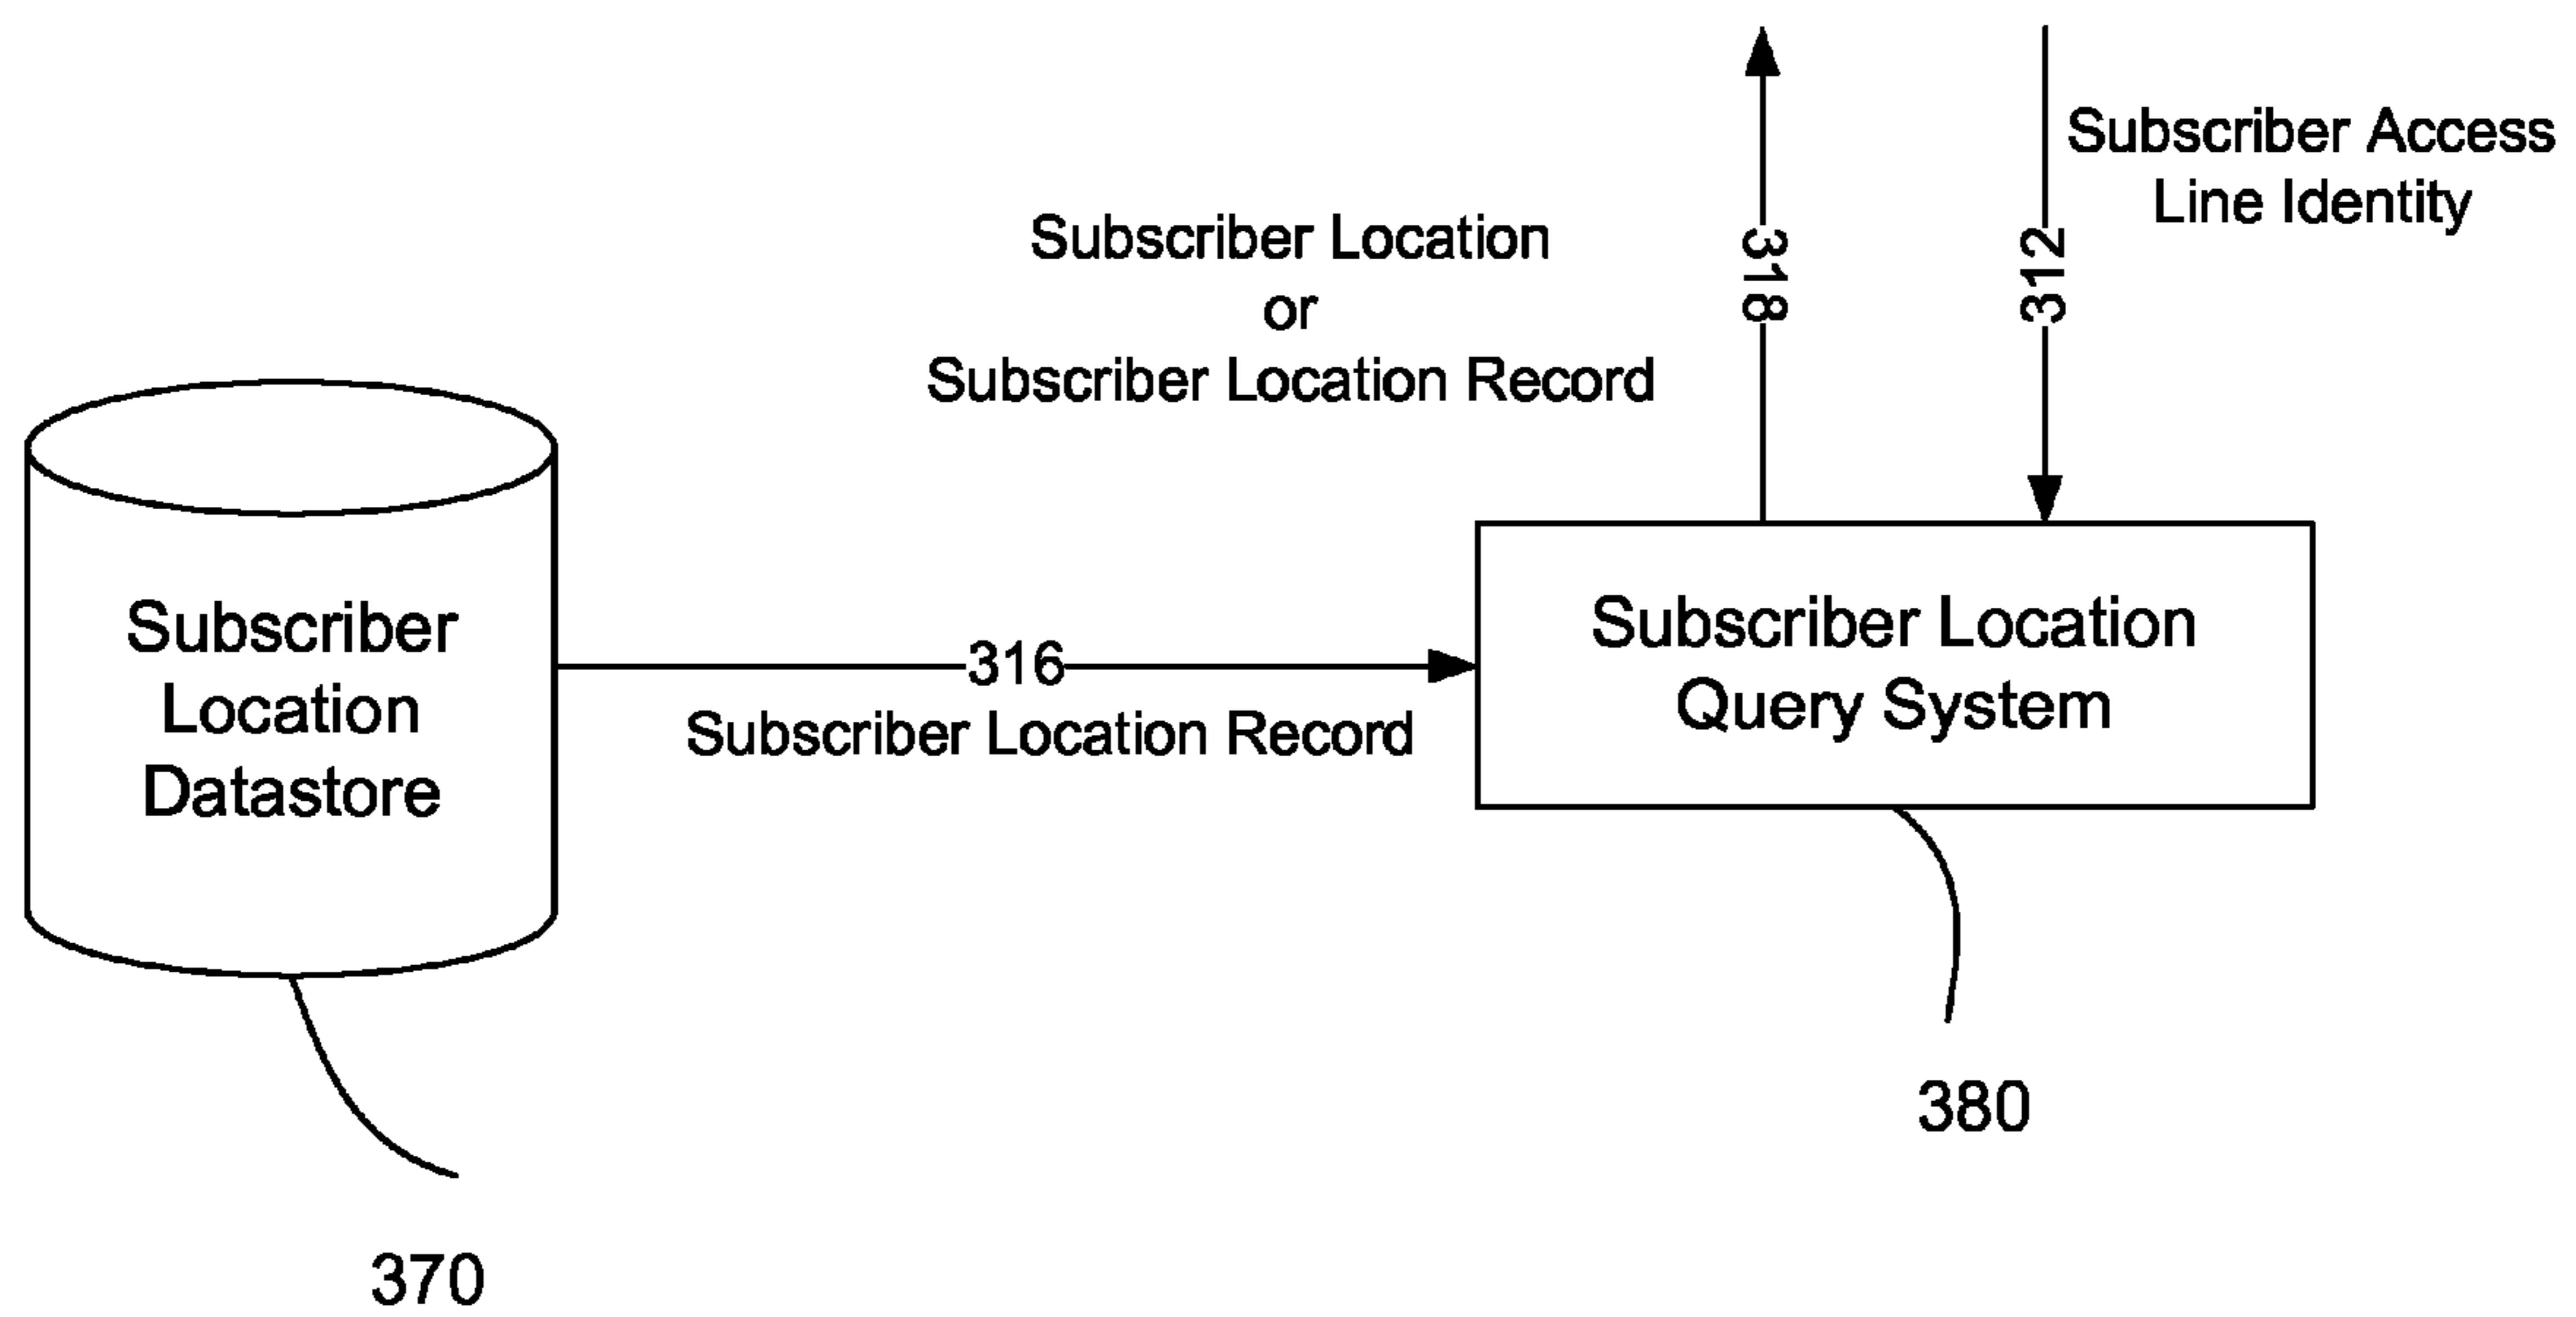 Subscriber Access
Line Identity
312
318
Subscriber Location
or
Subscriber Location Record
Subscriber
Location
Datastore
316
Subscriber Location Record
Subscriber Location
Query System
380
370